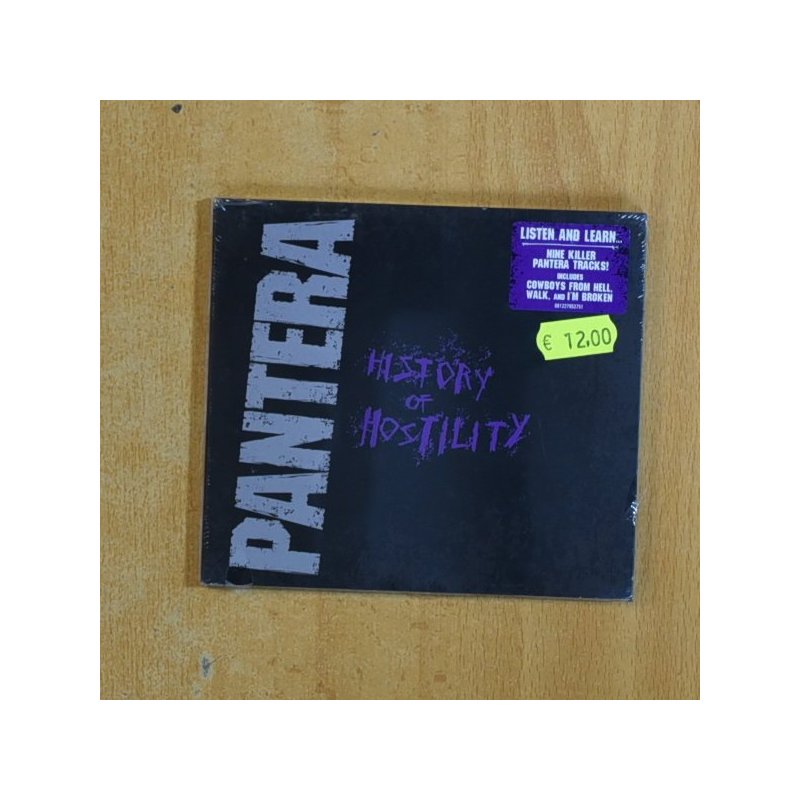 PANTERA
HISTORY
OF
HOSTILITY
LISTEN AND LEARN...
NINE KILLER
PANTERA TRACKS!
INCLUDES
COWBOYS FROM HELL,
WALK, AND I'M BROKEN
€ 12,00